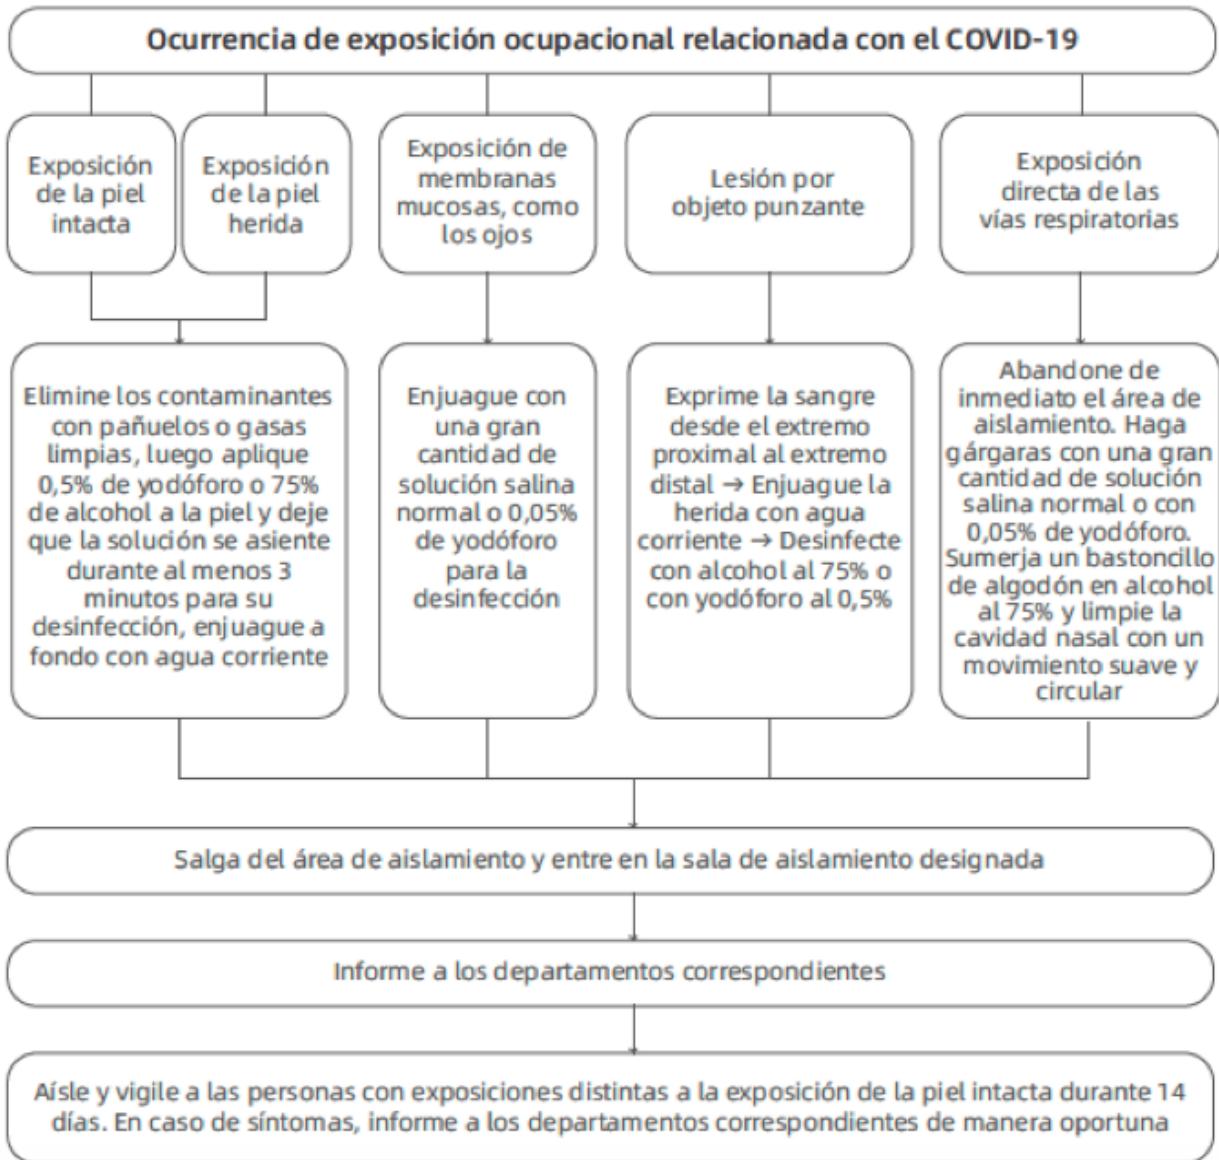 Ocurrencia de exposición ocupacional relacionada con el COVID-19
Exposición
de la piel
intacta
Exposición
de la piel
herida
Exposición de
membranas
mucosas, como
los ojos
Lesión por
objeto punzante
Exposición
directa de las
vías respiratorias
Elimine los contaminantes
con pañuelos o gasas
limpias, luego aplique
0,5% de yodóforo o 75%
de alcohol a la piel y deje
que la solución se asiente
durante al menos 3
minutos para su
desinfección, enjuague a
fondo con agua corriente
Enjuague con
una gran
cantidad de
solución salina
normal o 0,05%
de yodóforo
para la
desinfección
Exprime la sangre
desde el extremo
proximal al extremo
distal → Enjuague la
herida con agua
corriente → Desinfecte
con alcohol al 75% o
con yodóforo al 0,5%
Abandone de
inmediato el área de
aislamiento. Haga
gárgaras con una gran
cantidad de solución
salina normal o con
0,05% de yodóforo.
Sumerja un bastoncillo
de algodón en alcohol
al 75% y limpie la
cavidad nasal con un
movimiento suave y
circular
Salga del área de aislamiento y entre en la sala de aislamiento designada
Informe a los departamentos correspondientes
Aísle y vigile a las personas con exposiciones distintas a la exposición de la piel intacta durante 14
días. En caso de síntomas, informe a los departamentos correspondientes de manera oportuna